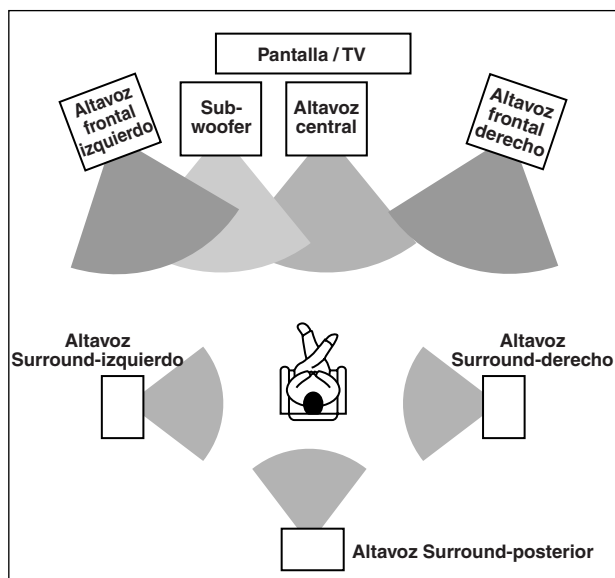 Pantalla / TV
Altavoz
frontal
izquierdo
Sub-
woofer
Altavoz
central
Altavoz
frontal
derecho
Altavoz
Surround-izquierdo
Altavoz
Surround-derecho
Altavoz Surround-posterior